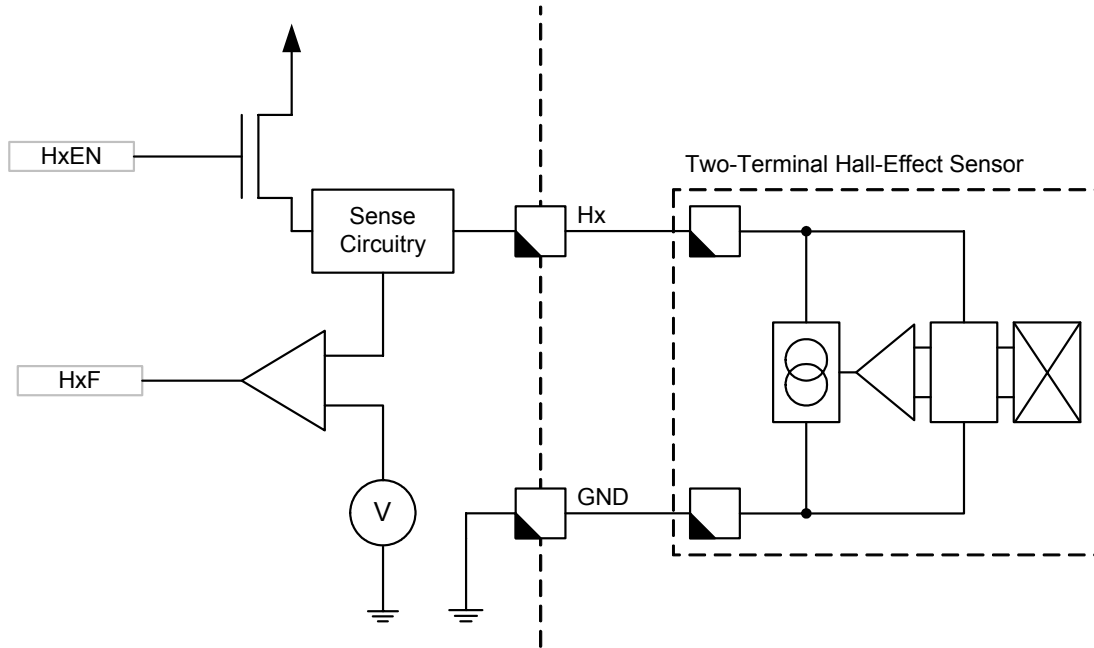 HxEN
Two-Terminal Hall-Effect Sensor
Sense
Circuitry
Hx
HxF
GND
V